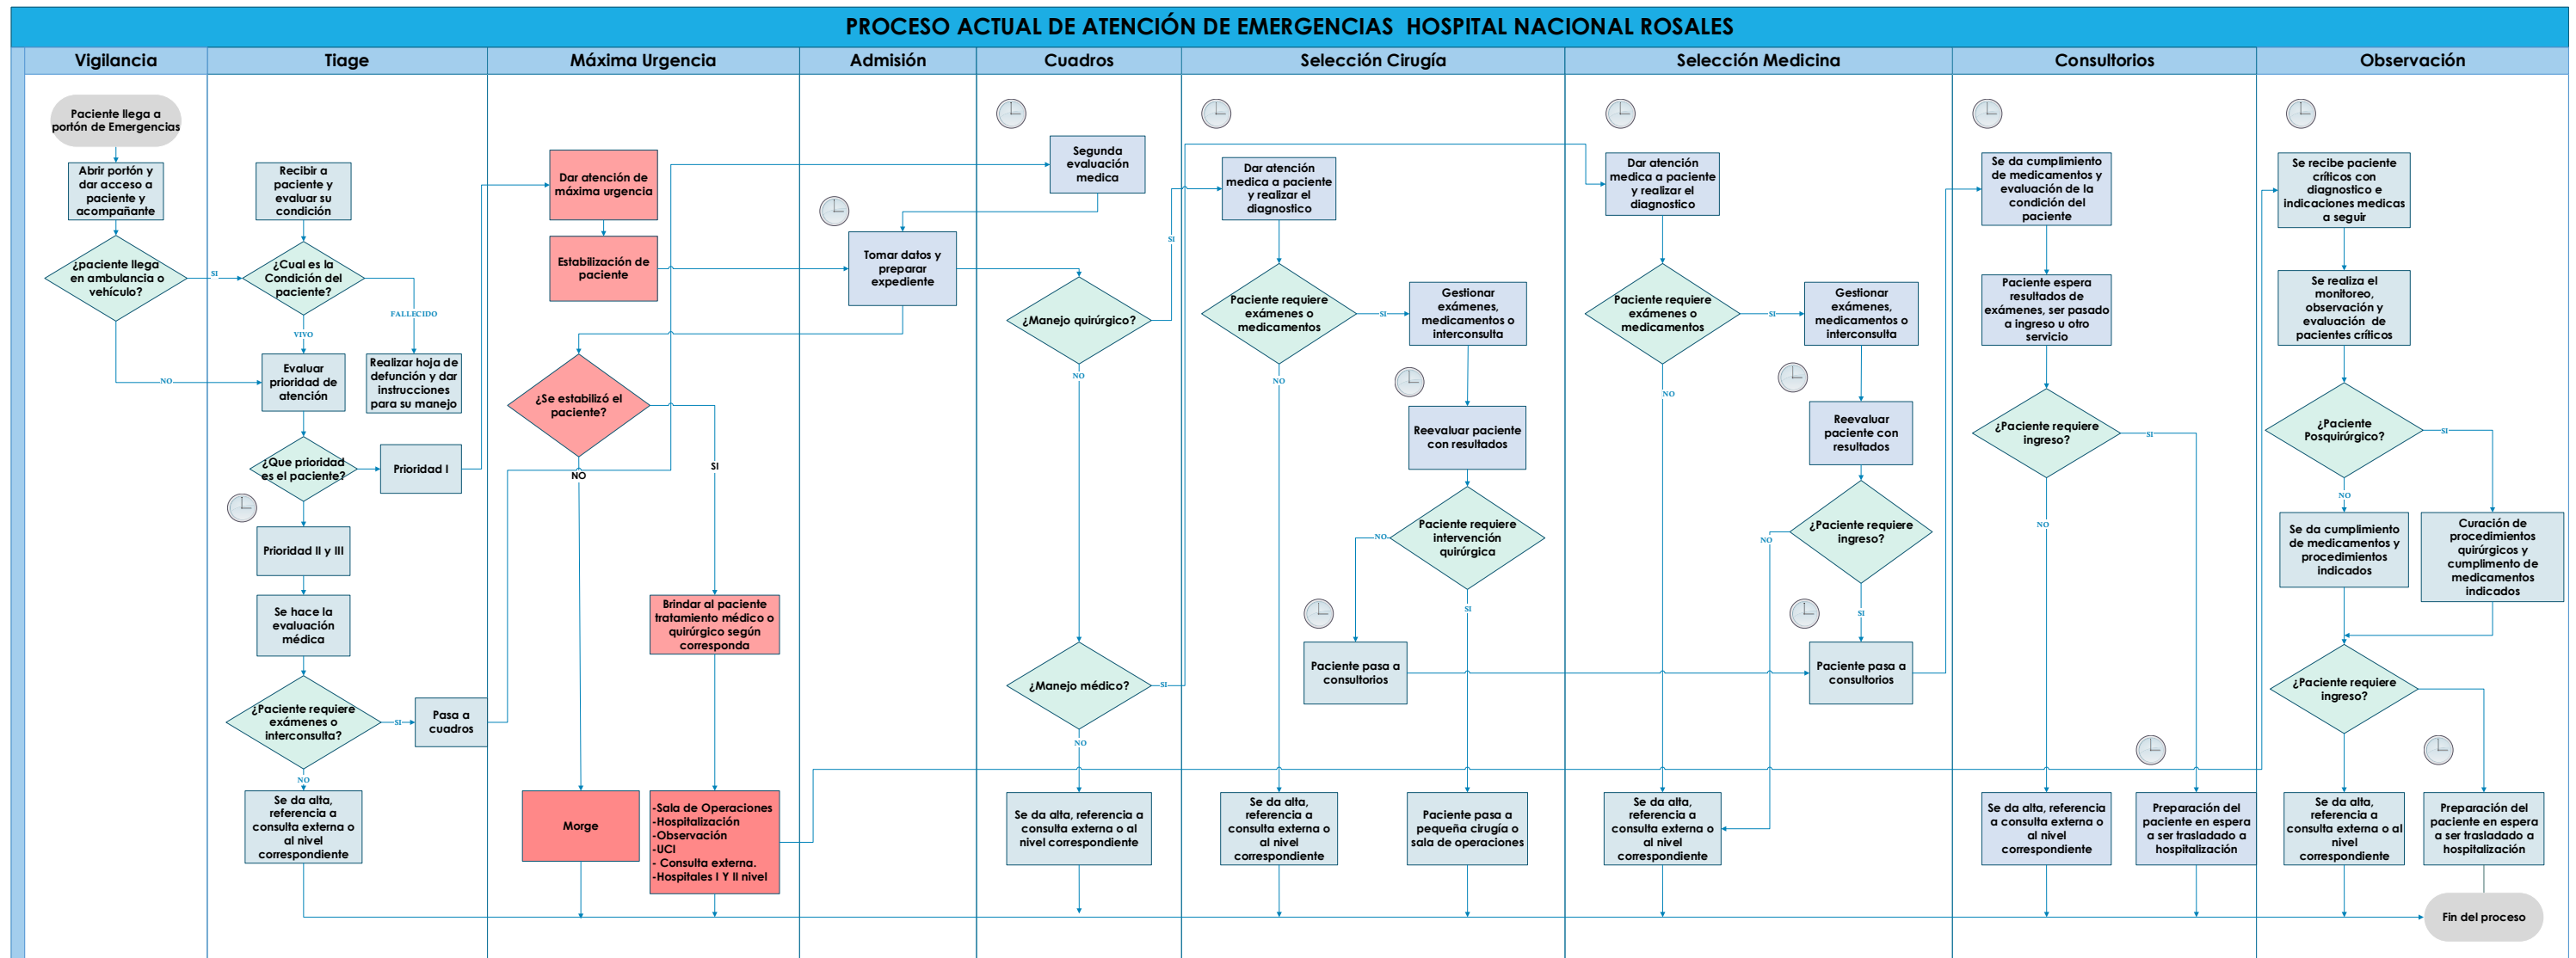 PROCESO ACTUAL DE ATENCIÓN DE EMERGENCIAS  HOSPITAL NACIONAL ROSALES
Vigilancia
Tiage
Máxima Urgencia
Admisión
Cuadros
Selección Cirugía
Selección Medicina
Consultorios
Observación
Paciente llega a
portón de Emergencias
Abrir portón y
dar acceso a
paciente y
acompañante
¿paciente llega
en ambulancia o
vehículo?
SI
NO
Recibir a
paciente y
evaluar su
condición
¿Cual es la
Condición del
paciente?
FALLECIDO
VIVO
Evaluar
prioridad de
atención
Realizar hoja de
defunción y dar
instrucciones
para su manejo
¿Que prioridad
es el paciente?
Prioridad I
Prioridad II y III
Se hace la
evaluación
médica
¿Paciente requiere
exámenes o
interconsulta?
SI
Pasa a
cuadros
NO
Se da alta,
referencia a
consulta externa o
al nivel
correspondiente
Dar atención de
máxima urgencia
Estabilización de
paciente
¿Se estabilizó el
paciente?
NO
SI
Brindar al paciente
tratamiento médico o
quirúrgico según
corresponda
Morge
-Sala de Operaciones
-Hospitalización
-Observación
-UCI
- Consulta externa.
-Hospitales I Y II nivel
Tomar datos y
preparar
expediente
Segunda
evaluación
medica
¿Manejo quirúrgico?
SI
NO
¿Manejo médico?
SI
NO
Se da alta, referencia a
consulta externa o al
nivel correspondiente
Dar atención
medica a paciente
y realizar el
diagnostico
Paciente requiere
exámenes o
medicamentos
SI
NO
Gestionar
exámenes,
medicamentos o
interconsulta
Reevaluar paciente
con resultados
Paciente requiere
intervención
quirúrgica
NO
SI
Paciente pasa a
consultorios
Se da alta,
referencia a
consulta externa o
al nivel
correspondiente
Paciente pasa a
pequeña cirugía o
sala de operaciones
Dar atención
medica a paciente
y realizar el
diagnostico
Paciente requiere
exámenes o
medicamentos
SI
NO
Gestionar
exámenes,
medicamentos o
interconsulta
Reevaluar
paciente con
resultados
¿Paciente requiere
ingreso?
NO
SI
Paciente pasa a
consultorios
Se da alta,
referencia a
consulta externa o
al nivel
correspondiente
Se da cumplimiento
de medicamentos y
evaluación de la
condición del
paciente
Paciente espera
resultados de
exámenes, ser pasado
a ingreso u otro
servicio
¿Paciente requiere
ingreso?
SI
NO
Se da alta, referencia
a consulta externa o
al nivel
correspondiente
Preparación del
paciente en espera
a ser trasladado a
hospitalización
Se recibe paciente
críticos con
diagnostico e
indicaciones medicas
a seguir
Se realiza el
monitoreo,
observación y
evaluación  de
pacientes críticos
¿Paciente
Posquirúrgico?
SI
NO
Se da cumplimiento
de medicamentos y
procedimientos
indicados
Curación de
procedimientos
quirúrgicos y
cumplimento de
medicamentos
indicados
¿Paciente requiere
ingreso?
Se da alta,
referencia a
consulta externa o al
nivel
correspondiente
Preparación del
paciente en espera
a ser trasladado a
hospitalización
Fin del proceso